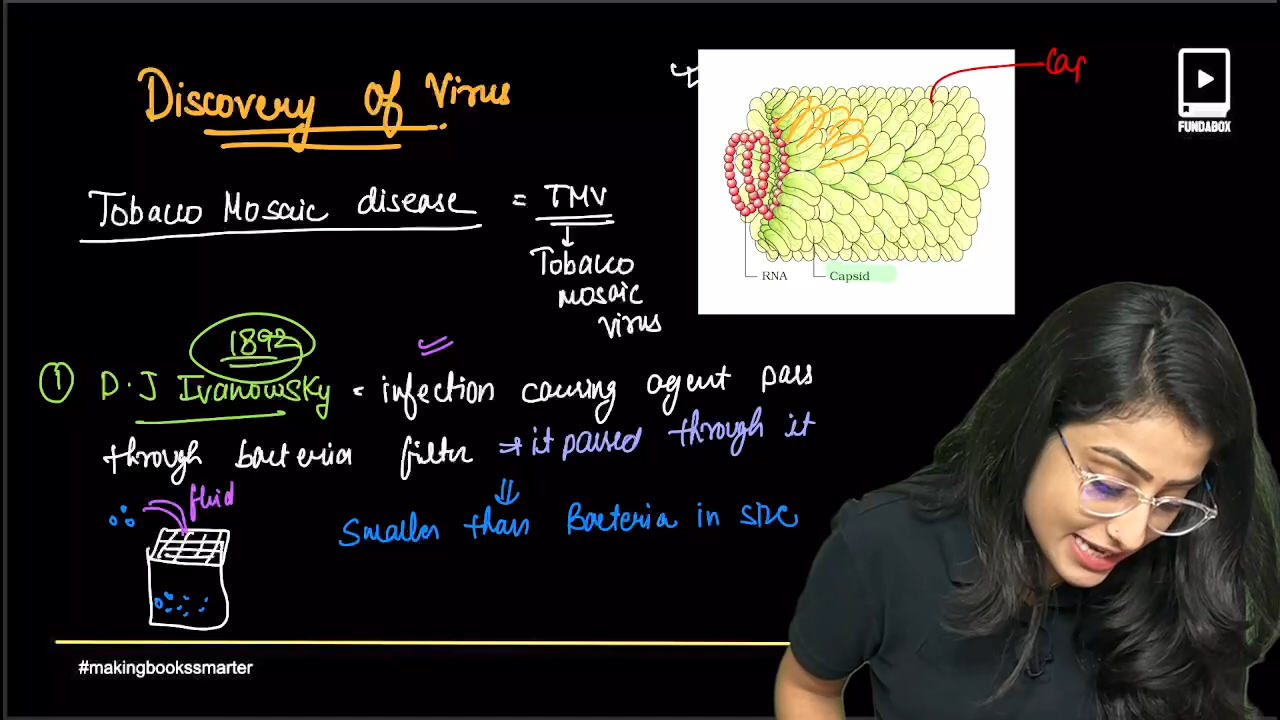 Discovery of Virus
Cap
FUNDABOX
Tobacco Mosaic disease = TMV
↓
Tobacco
mosaic
virus
RNA
Capsid
1892
① D.J Ivanowsky = infection causing agent pass
through bacteria filter → it passed through it
⇓
fluid
Smaller than Bacteria in size
#makingbookssmarter